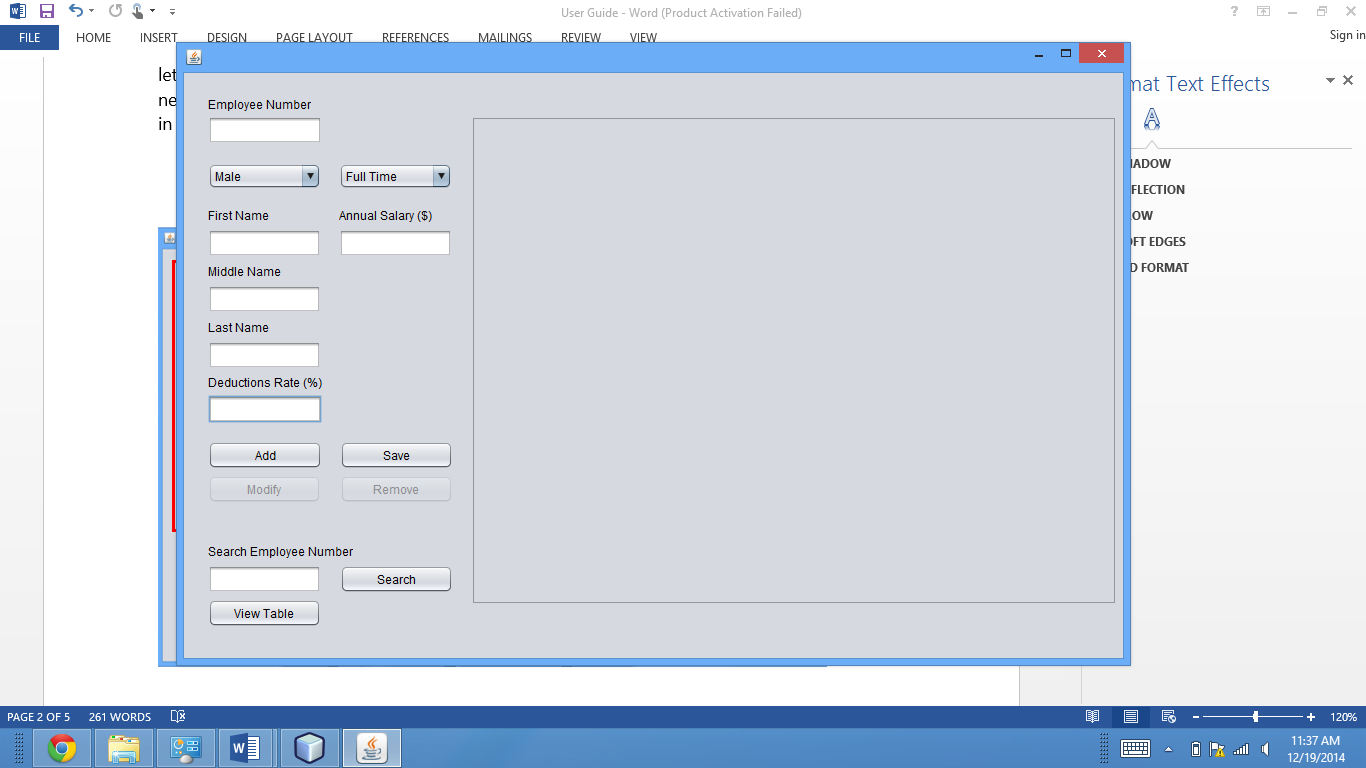 User Guide - Word (Product Activation Failed)
?
FILE HOME INSERT DESIGN PAGE LAYOUT REFERENCES MAILINGS REVIEW VIEW
Sign in
let
ne
in
Employee Number
Male Full Time
First Name Annual Salary ($)
Middle Name
Last Name
Deductions Rate (%)
Add Save
Modify Remove
Search Employee Number
Search
View Table
mat Text Effects
A
ADOW
FLECTION
OW
FT EDGES
D FORMAT
PAGE 2 OF 5 261 WORDS
120%
11:37 AM
12/19/2014